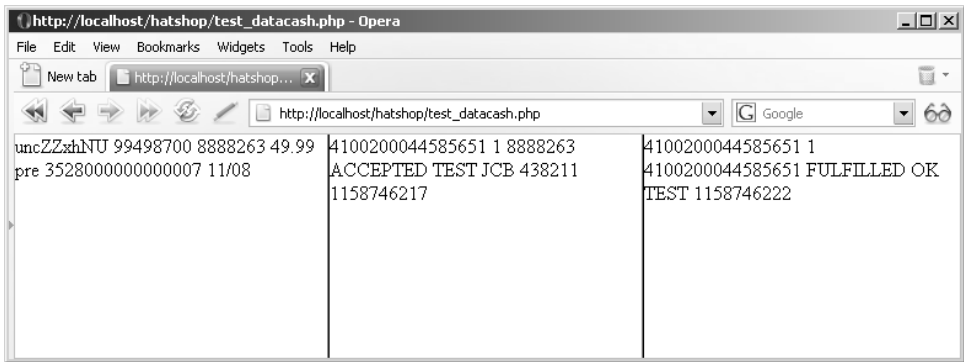 http://localhost/hatshop/test_datacash.php - Opera
File Edit View Bookmarks Widgets Tools Help
New tab http://localhost/hatshop...
http://localhost/hatshop/test_datacash.php G Google
uncZZxhNU 99498700 8888263 49.99
pre 3528000000000007 11/08
4100200044585651 1 8888263
ACCEPTED TEST JCB 438211
1158746217
4100200044585651 1
4100200044585651 FULFILLED OK
TEST 1158746222